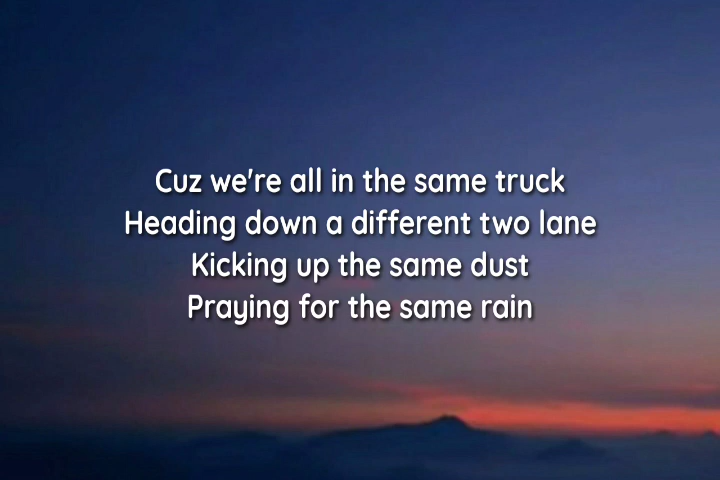 Cuz we're all in the same truck
Heading down a different two lane
Kicking up the same dust
Praying for the same rain